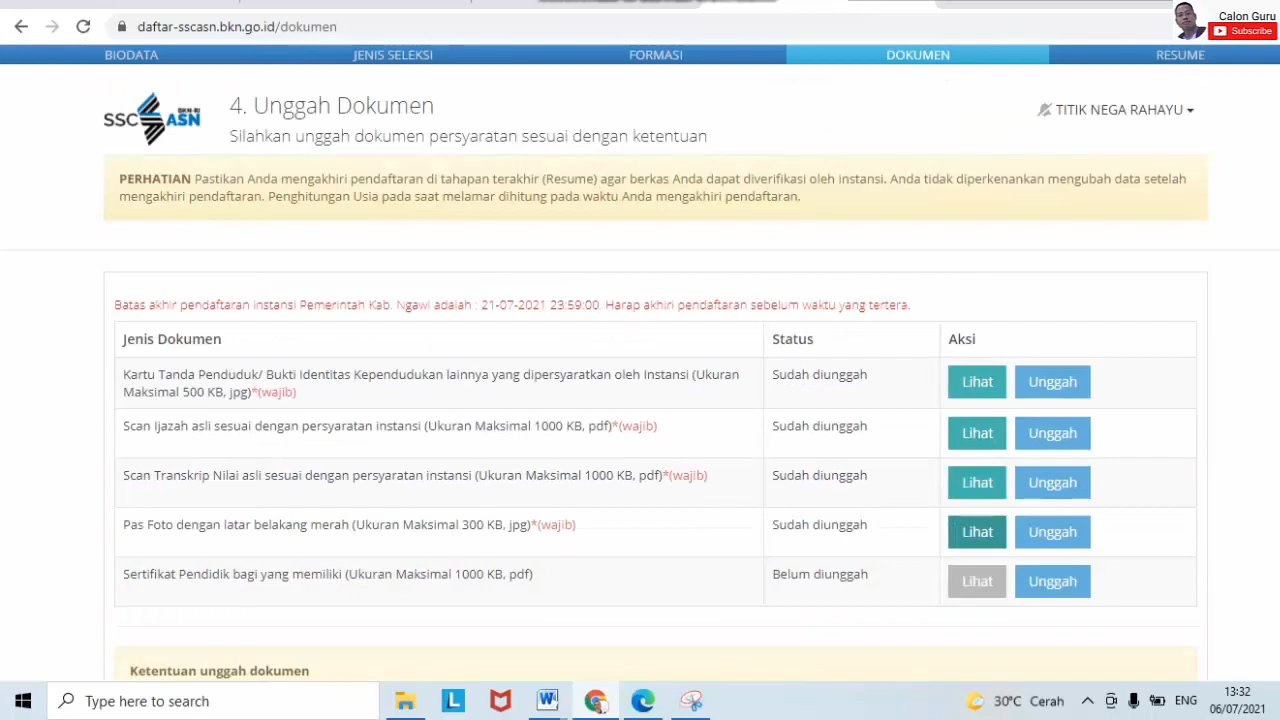 daftar-sscasn.bkn.go.id/dokumen
Calon Guru
Subscribe
BIODATA
JENIS SELEKSI
FORMASI
DOKUMEN
RESUME
SSC ASN
BKN-RI
4. Unggah Dokumen
TITIK NEGA RAHAYU
Silahkan unggah dokumen persyaratan sesuai dengan ketentuan
PERHATIAN Pastikan Anda mengakhiri pendaftaran di tahapan terakhir (Resume) agar berkas Anda dapat diverifikasi oleh instansi. Anda tidak diperkenankan mengubah data setelah
mengakhiri pendaftaran. Penghitungan Usia pada saat melamar dihitung pada waktu Anda mengakhiri pendaftaran.
Batas akhir pendaftaran instansi Pemerintah Kab. Ngawi adalah : 21-07-2021 23:59:00. Harap akhiri pendaftaran sebelum waktu yang tertera.
Jenis Dokumen
Status
Aksi
Kartu Tanda Penduduk/ Bukti Identitas Kependudukan lainnya yang dipersyaratkan oleh Instansi (Ukuran
Maksimal 500 KB, jpg)*(wajib)
Sudah diunggah
Lihat
Unggah
Scan Ijazah asli sesuai dengan persyaratan instansi (Ukuran Maksimal 1000 KB, pdf)*(wajib)
Sudah diunggah
Lihat
Unggah
Scan Transkrip Nilai asli sesuai dengan persyaratan instansi (Ukuran Maksimal 1000 KB, pdf)*(wajib)
Sudah diunggah
Lihat
Unggah
Pas Foto dengan latar belakang merah (Ukuran Maksimal 300 KB, jpg)*(wajib)
Sudah diunggah
Lihat
Unggah
Sertifikat Pendidik bagi yang memiliki (Ukuran Maksimal 1000 KB, pdf)
Belum diunggah
Lihat
Unggah
Ketentuan unggah dokumen
Type here to search
30°C Cerah
ENG
13:32
06/07/2021